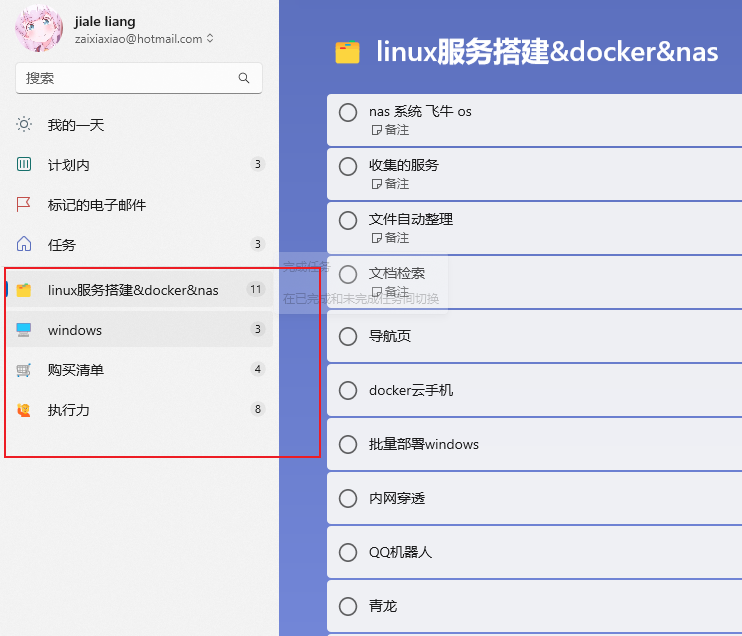 jiale liang
zaixiaxiao@hotmail.com
搜索
我的一天
计划内 3
标记的电子邮件
任务 3
linux服务搭建&docker&nas 11
windows 3
购买清单 4
执行力 8
linux服务搭建&docker&nas
nas 系统 飞牛 os
备注
收集的服务
备注
文件自动整理
备注
完成任务
在已完成和未完成任务间切换
文档检索
备注
导航页
docker云手机
批量部署windows
内网穿透
QQ机器人
青龙